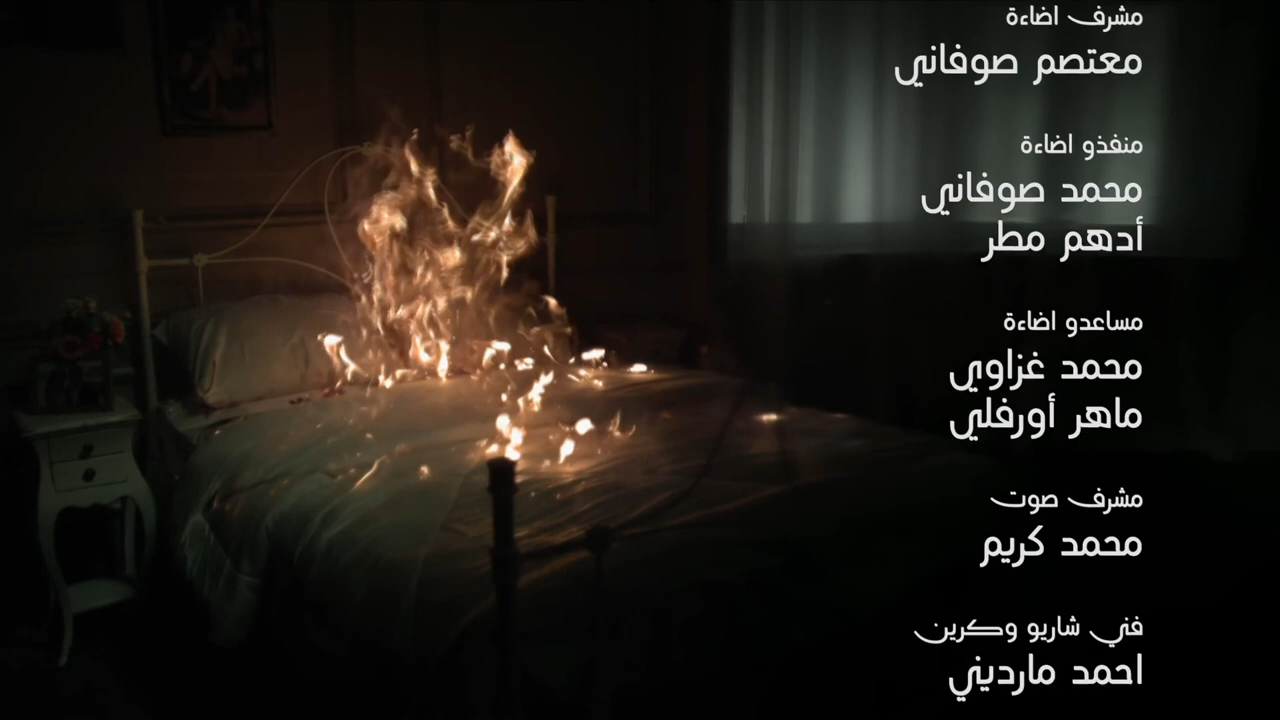 مشرف اضاءة
معتصم صوفاني
منفذو اضاءة
محمد صوفاني
أدهم مطر
مساعدو اضاءة
محمد غزاوي
ماهر أورفلي
مشرف صوت
محمد كريم
فني شاريو وكرين
احمد مارديني